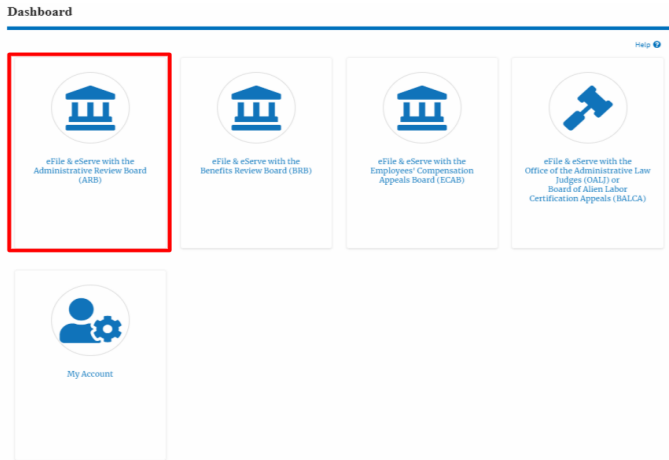 Dashboard
Help
eFile & eServe with the
Administrative Review Board
(ARB)
eFile & eServe with the
Benefits Review Board (BRB)
eFile & eServe with the
Employees' Compensation
Appeals Board (ECAB)
eFile & eServe with the
Office of the Administrative Law
Judges (OALJ) or
Board of Alien Labor
Certification Appeals (BALCA)
My Account